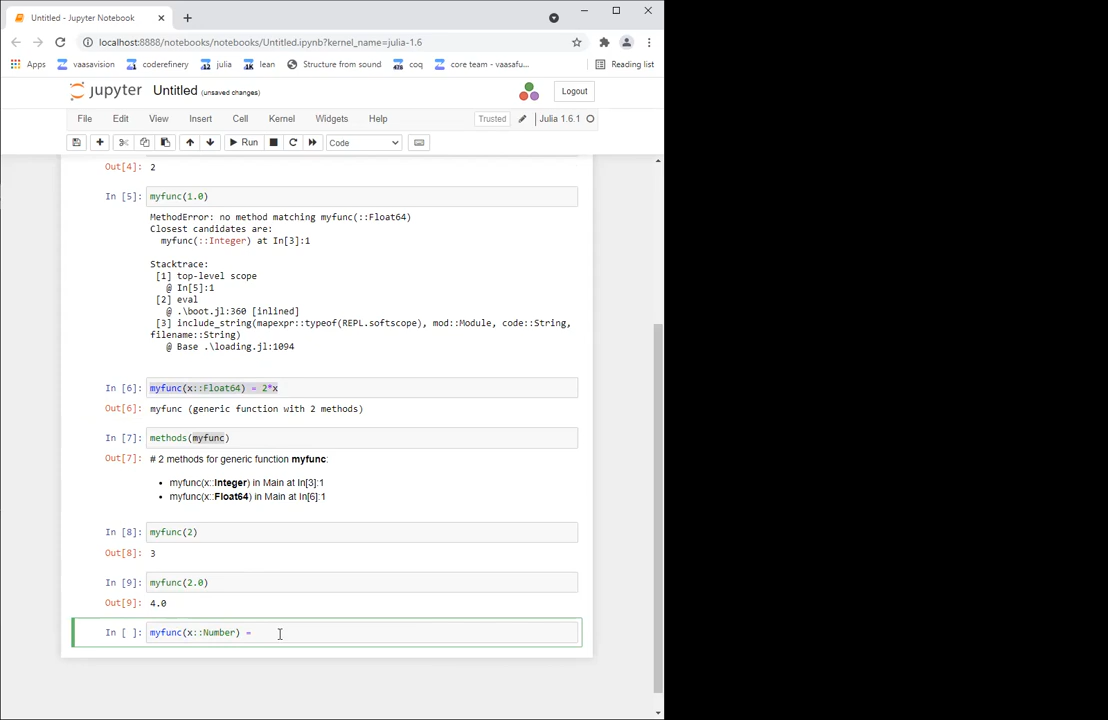 Untitled - Jupyter Notebook
localhost:8888/notebooks/notebooks/Untitled.ipynb?kernel_name=julia-1.6
Apps vaasavision coderefinery julia lean Structure from sound coq core team - vaasafu... Reading list
jupyter Untitled (unsaved changes) Logout
File Edit View Insert Cell Kernel Widgets Help Trusted Julia 1.6.1
Run Code
Out[4]: 2
In [5]: myfunc(1.0)
MethodError: no method matching myfunc(::Float64)
Closest candidates are:
myfunc(::Integer) at In[3]:1
Stacktrace:
[1] top-level scope
@ In[5]:1
[2] eval
@ .\boot.jl:360 [inlined]
[3] include_string(mapexpr::typeof(REPL.softscope), mod::Module, code::String,
filename::String)
@ Base .\loading.jl:1094
In [6]: myfunc(x::Float64) = 2*x
Out[6]: myfunc (generic function with 2 methods)
In [7]: methods(myfunc)
Out[7]: # 2 methods for generic function myfunc:
• myfunc(x::Integer) in Main at In[3]:1
• myfunc(x::Float64) in Main at In[6]:1
In [8]: myfunc(2)
Out[8]: 3
In [9]: myfunc(2.0)
Out[9]: 4.0
In [ ]: myfunc(x::Number) =